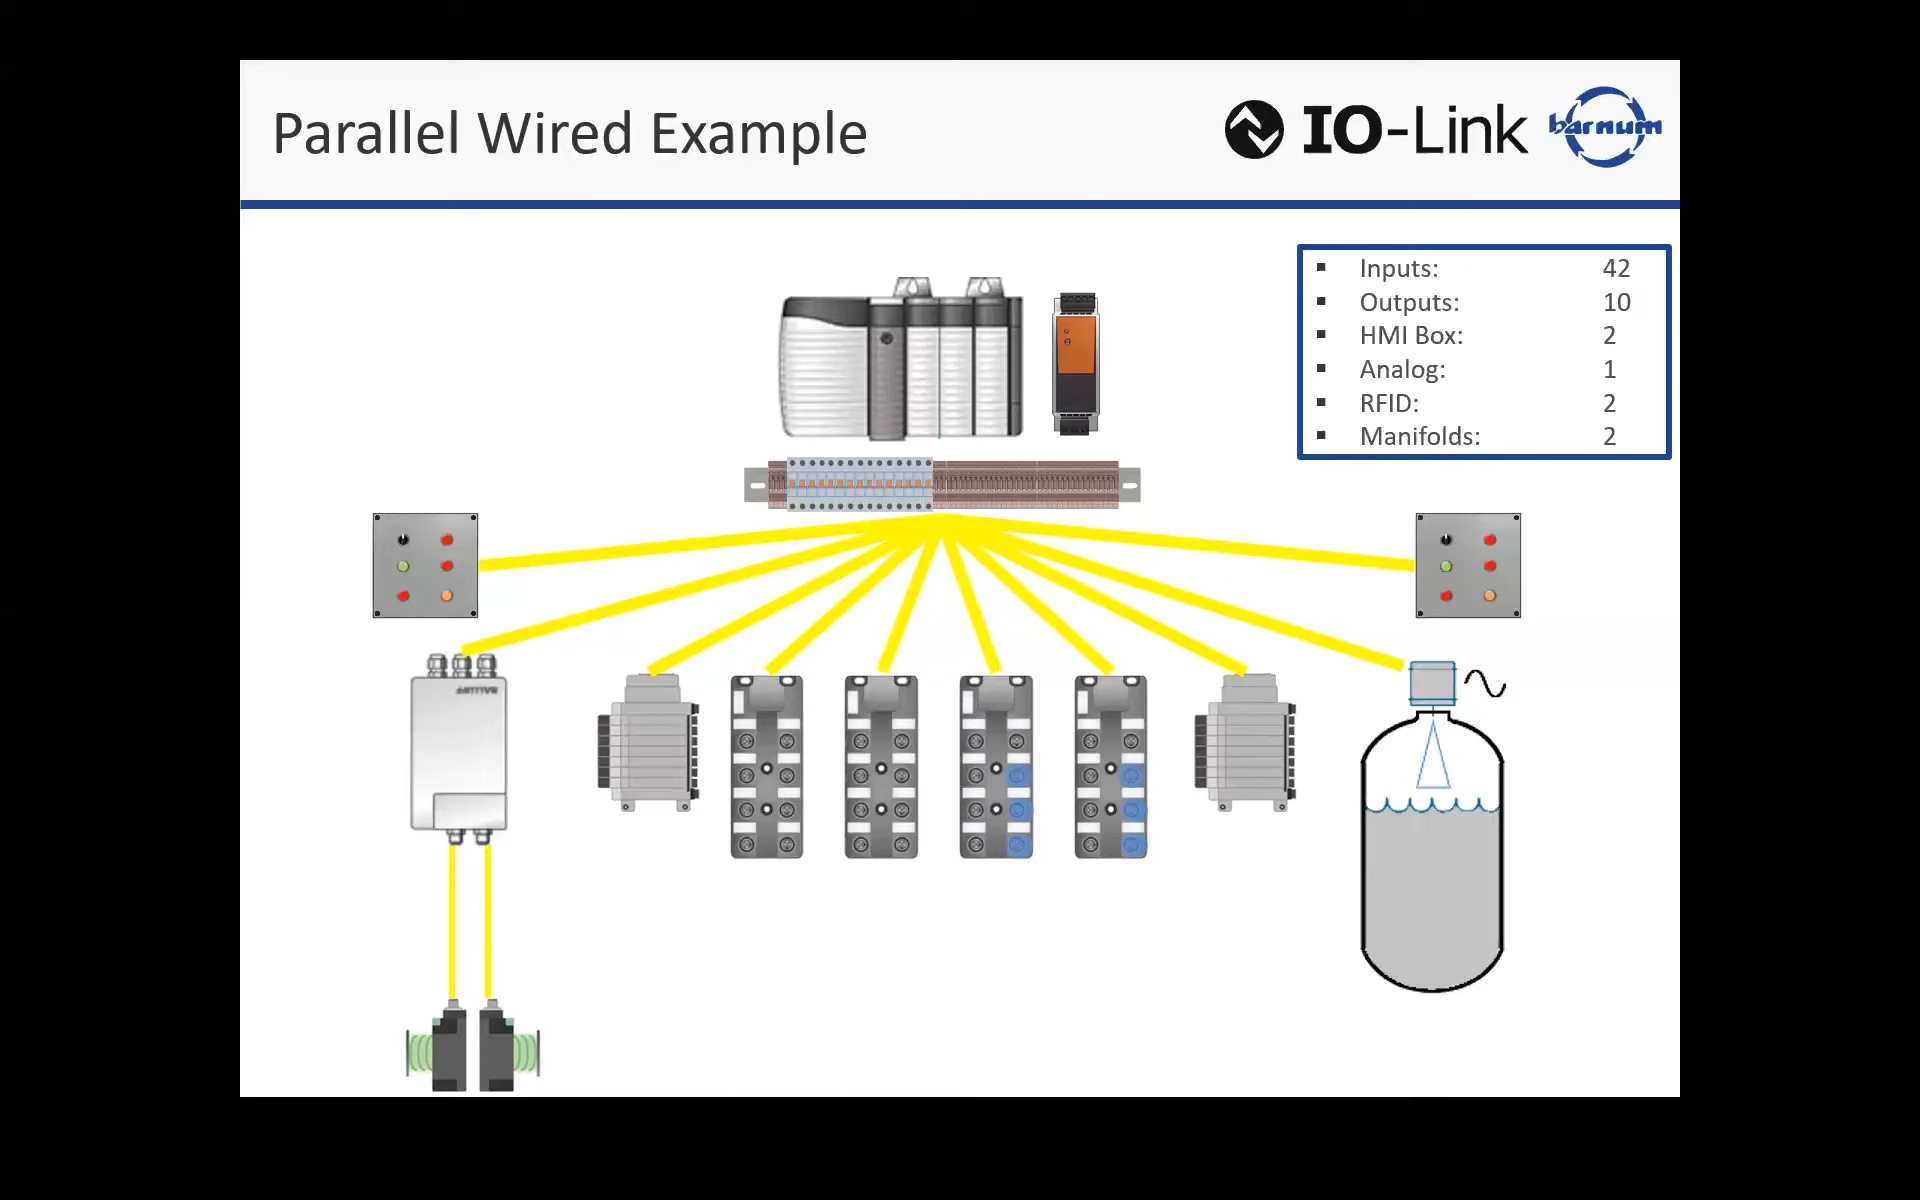 Parallel Wired Example
IO-Link
barnum
Inputs: 42
Outputs: 10
HMI Box: 2
Analog: 1
RFID: 2
Manifolds: 2
BALLUFF